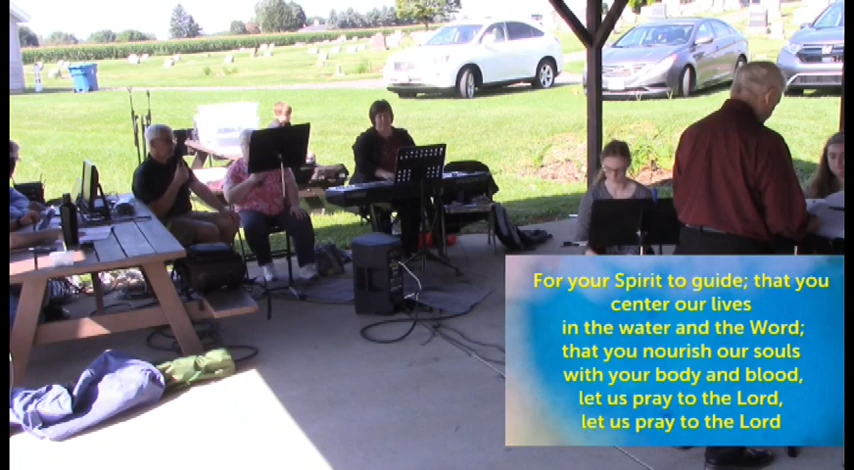 For your Spirit to guide; that you
center our lives
in the water and the Word;
that you nourish our souls
with your body and blood,
let us pray to the Lord,
let us pray to the Lord